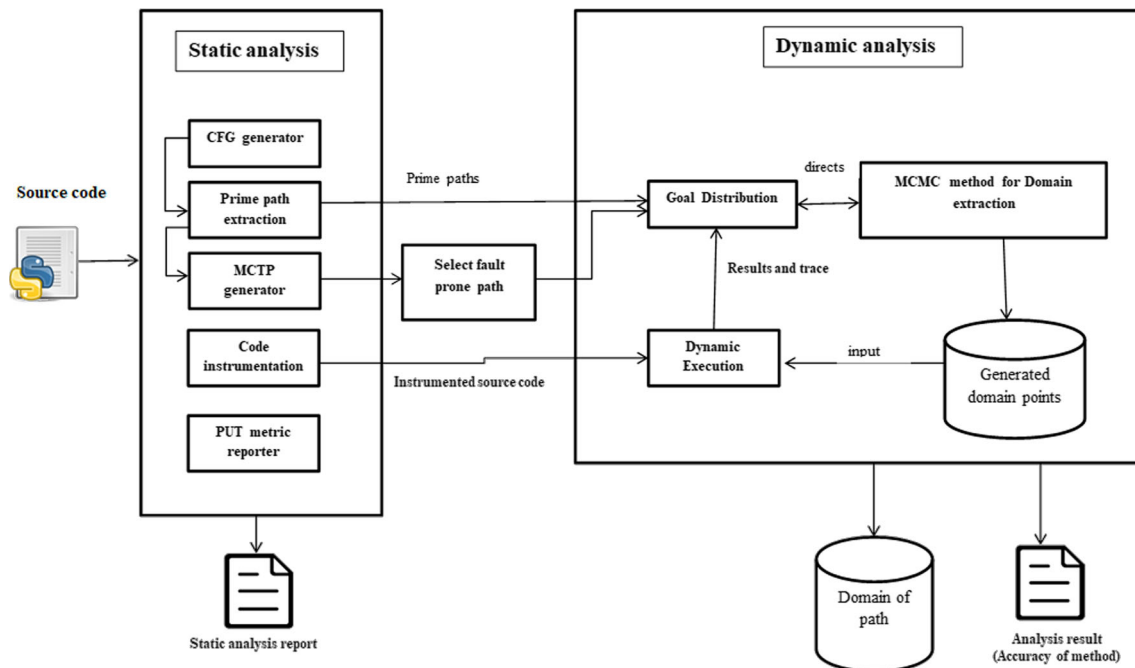 Static analysis
Dynamic analysis
Source code
CFG generator
Prime path
extraction
MCTP
generator
Code
instrumentation
PUT metric
reporter
Prime paths
Select fault
prone path
Instrumented source code
Goal Distribution
directs
MCMC method for Domain
extraction
Results and trace
Dynamic
Execution
input
Generated
domain points
Static analysis report
Domain of
path
Analysis result
(Accuracy of method)